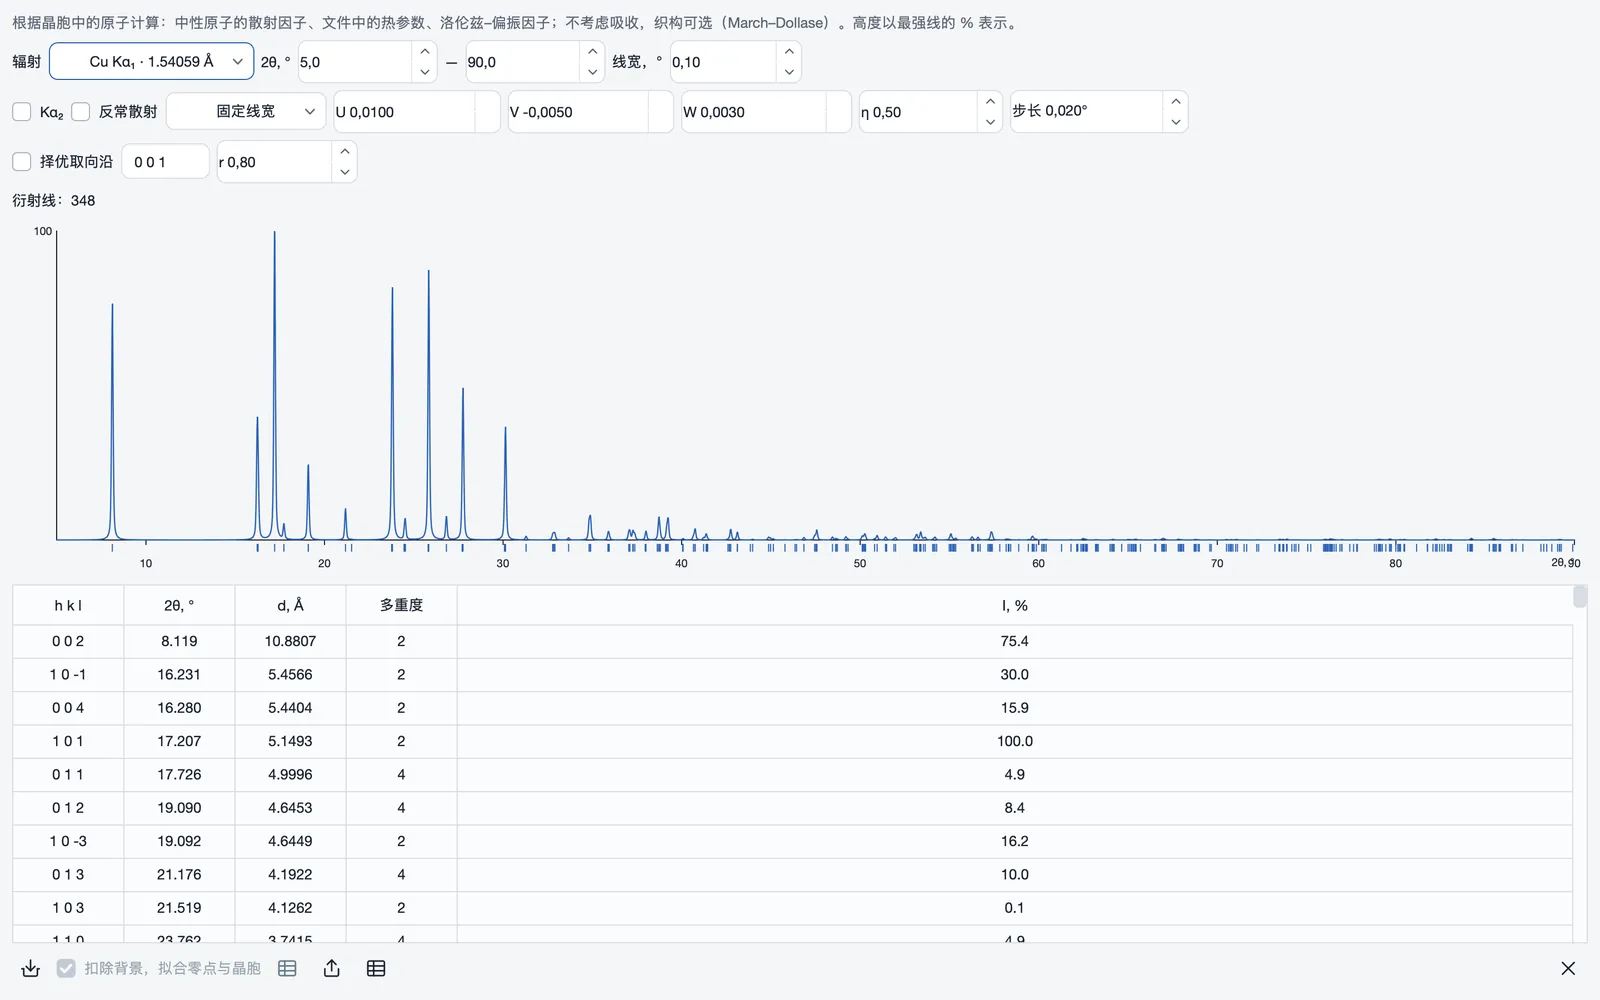 根据晶胞中的原子计算：中性原子的散射因子、文件中的热参数、洛伦兹–偏振因子；不考虑吸收，织构可选（March–Dollase）。高度以最强线的 % 表示。
辐射 Cu Kα₁ · 1.54059 Å 2θ, ° 5,0 — 90,0 线宽，° 0,10
Kα₂ 反常散射 固定线宽 U 0,0100 V -0,0050 W 0,0030 η 0,50 步长 0,020°
择优取向沿 0 0 1 r 0,80
衍射线：348
100
10 20 30 40 50 60 70 80 2θ, 90
h k l 2θ, ° d, Å 多重度 I, %
0 0 2 8.119 10.8807 2 75.4
1 0 -1 16.231 5.4566 2 30.0
0 0 4 16.280 5.4404 2 15.9
1 0 1 17.207 5.1493 2 100.0
0 1 1 17.726 4.9996 4 4.9
0 1 2 19.090 4.6453 4 8.4
1 0 -3 19.092 4.6449 2 16.2
0 1 3 21.176 4.1922 4 10.0
1 0 3 21.519 4.1262 2 0.1
1 1 0 23.762 3.7415 4 4.9
扣除背景，拟合零点与晶胞